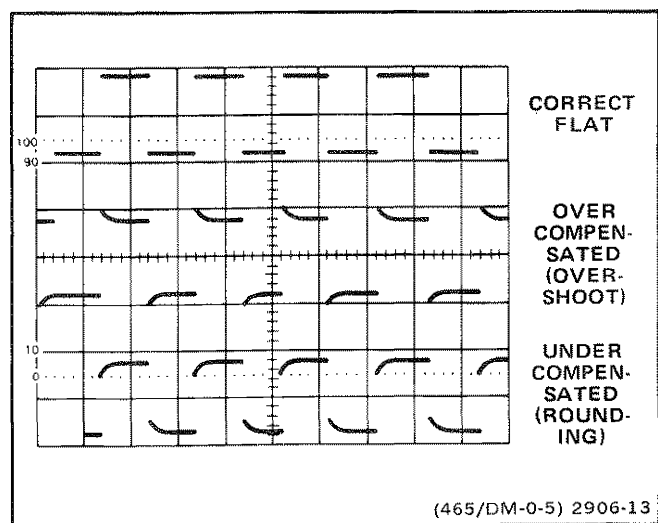 CORRECT
FLAT
100
90
OVER
COMPEN-
SATED
(OVER-
SHOOT)
10
0
UNDER
COMPEN-
SATED
(ROUND-
ING)
(465/DM-0-5) 2906-13